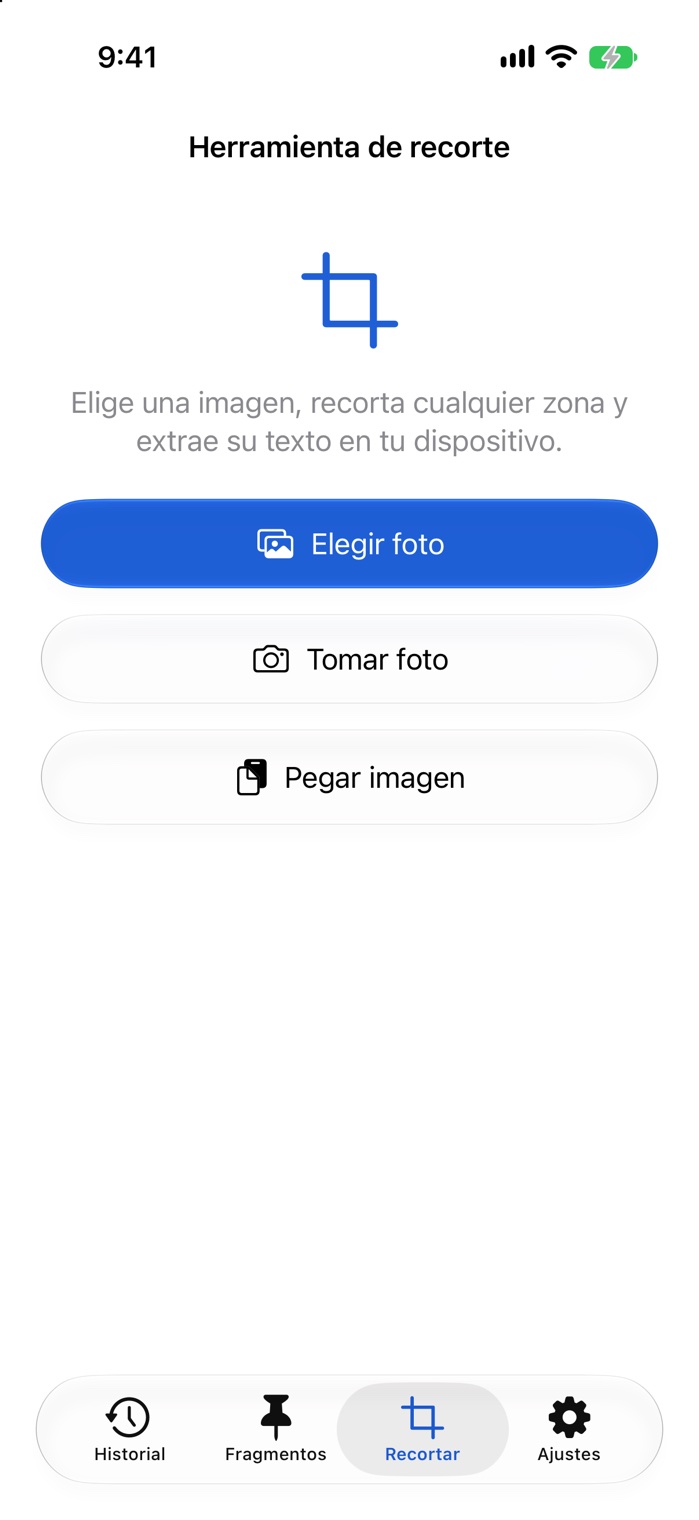 9:41
Herramienta de recorte
Elige una imagen, recorta cualquier zona y
extrae su texto en tu dispositivo.
Elegir foto
Tomar foto
Pegar imagen
Historial
Fragmentos
Recortar
Ajustes